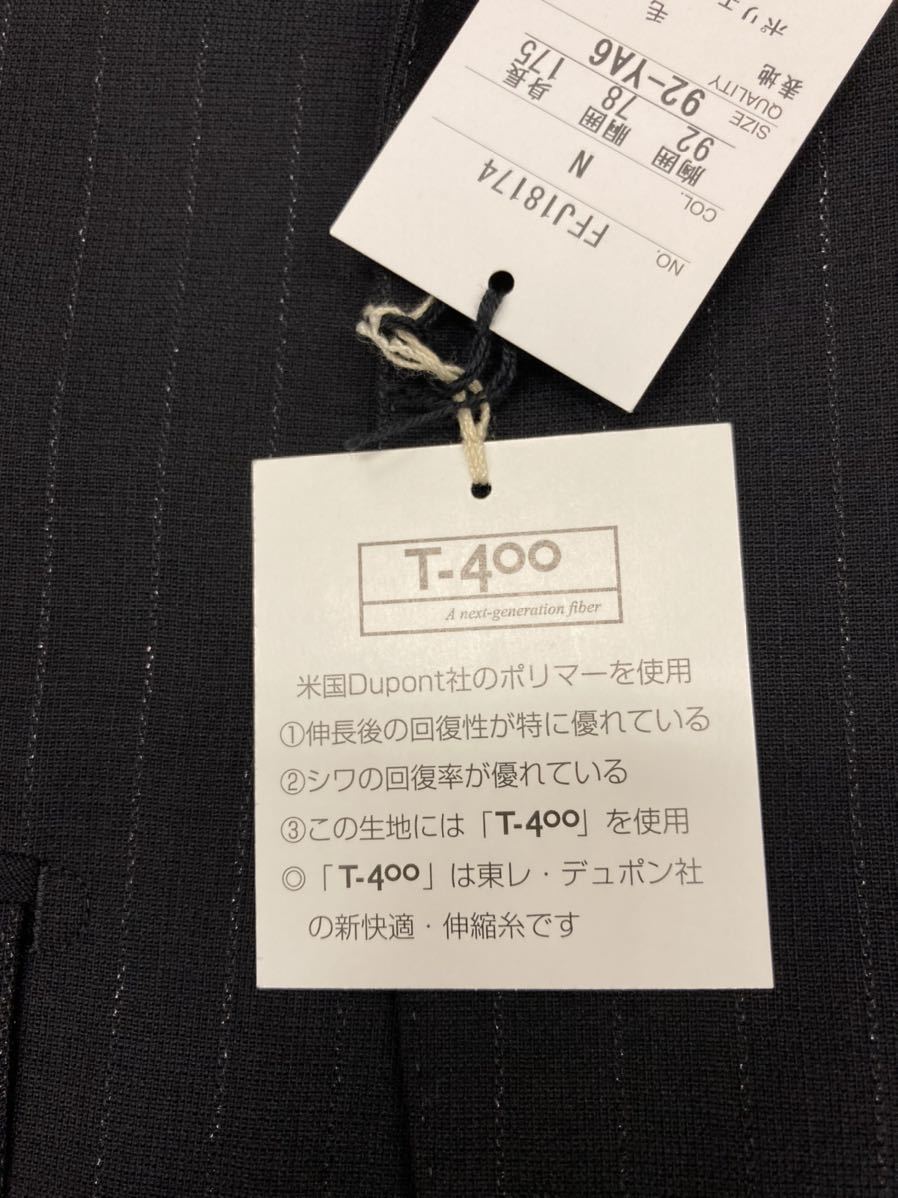 NO. FFJ18174
COL. N
胸囲 胴囲 身長
92 78 175
SIZE 92-YA6
QUALITY
表地
毛
T-400
A next-generation fiber
米国Dupont社のポリマーを使用
①伸長後の回復性が特に優れている
②シワの回復率が優れている
③この生地には「T-400」を使用
◎「T-400」は東レ・デュポン社
の新快適・伸縮糸です